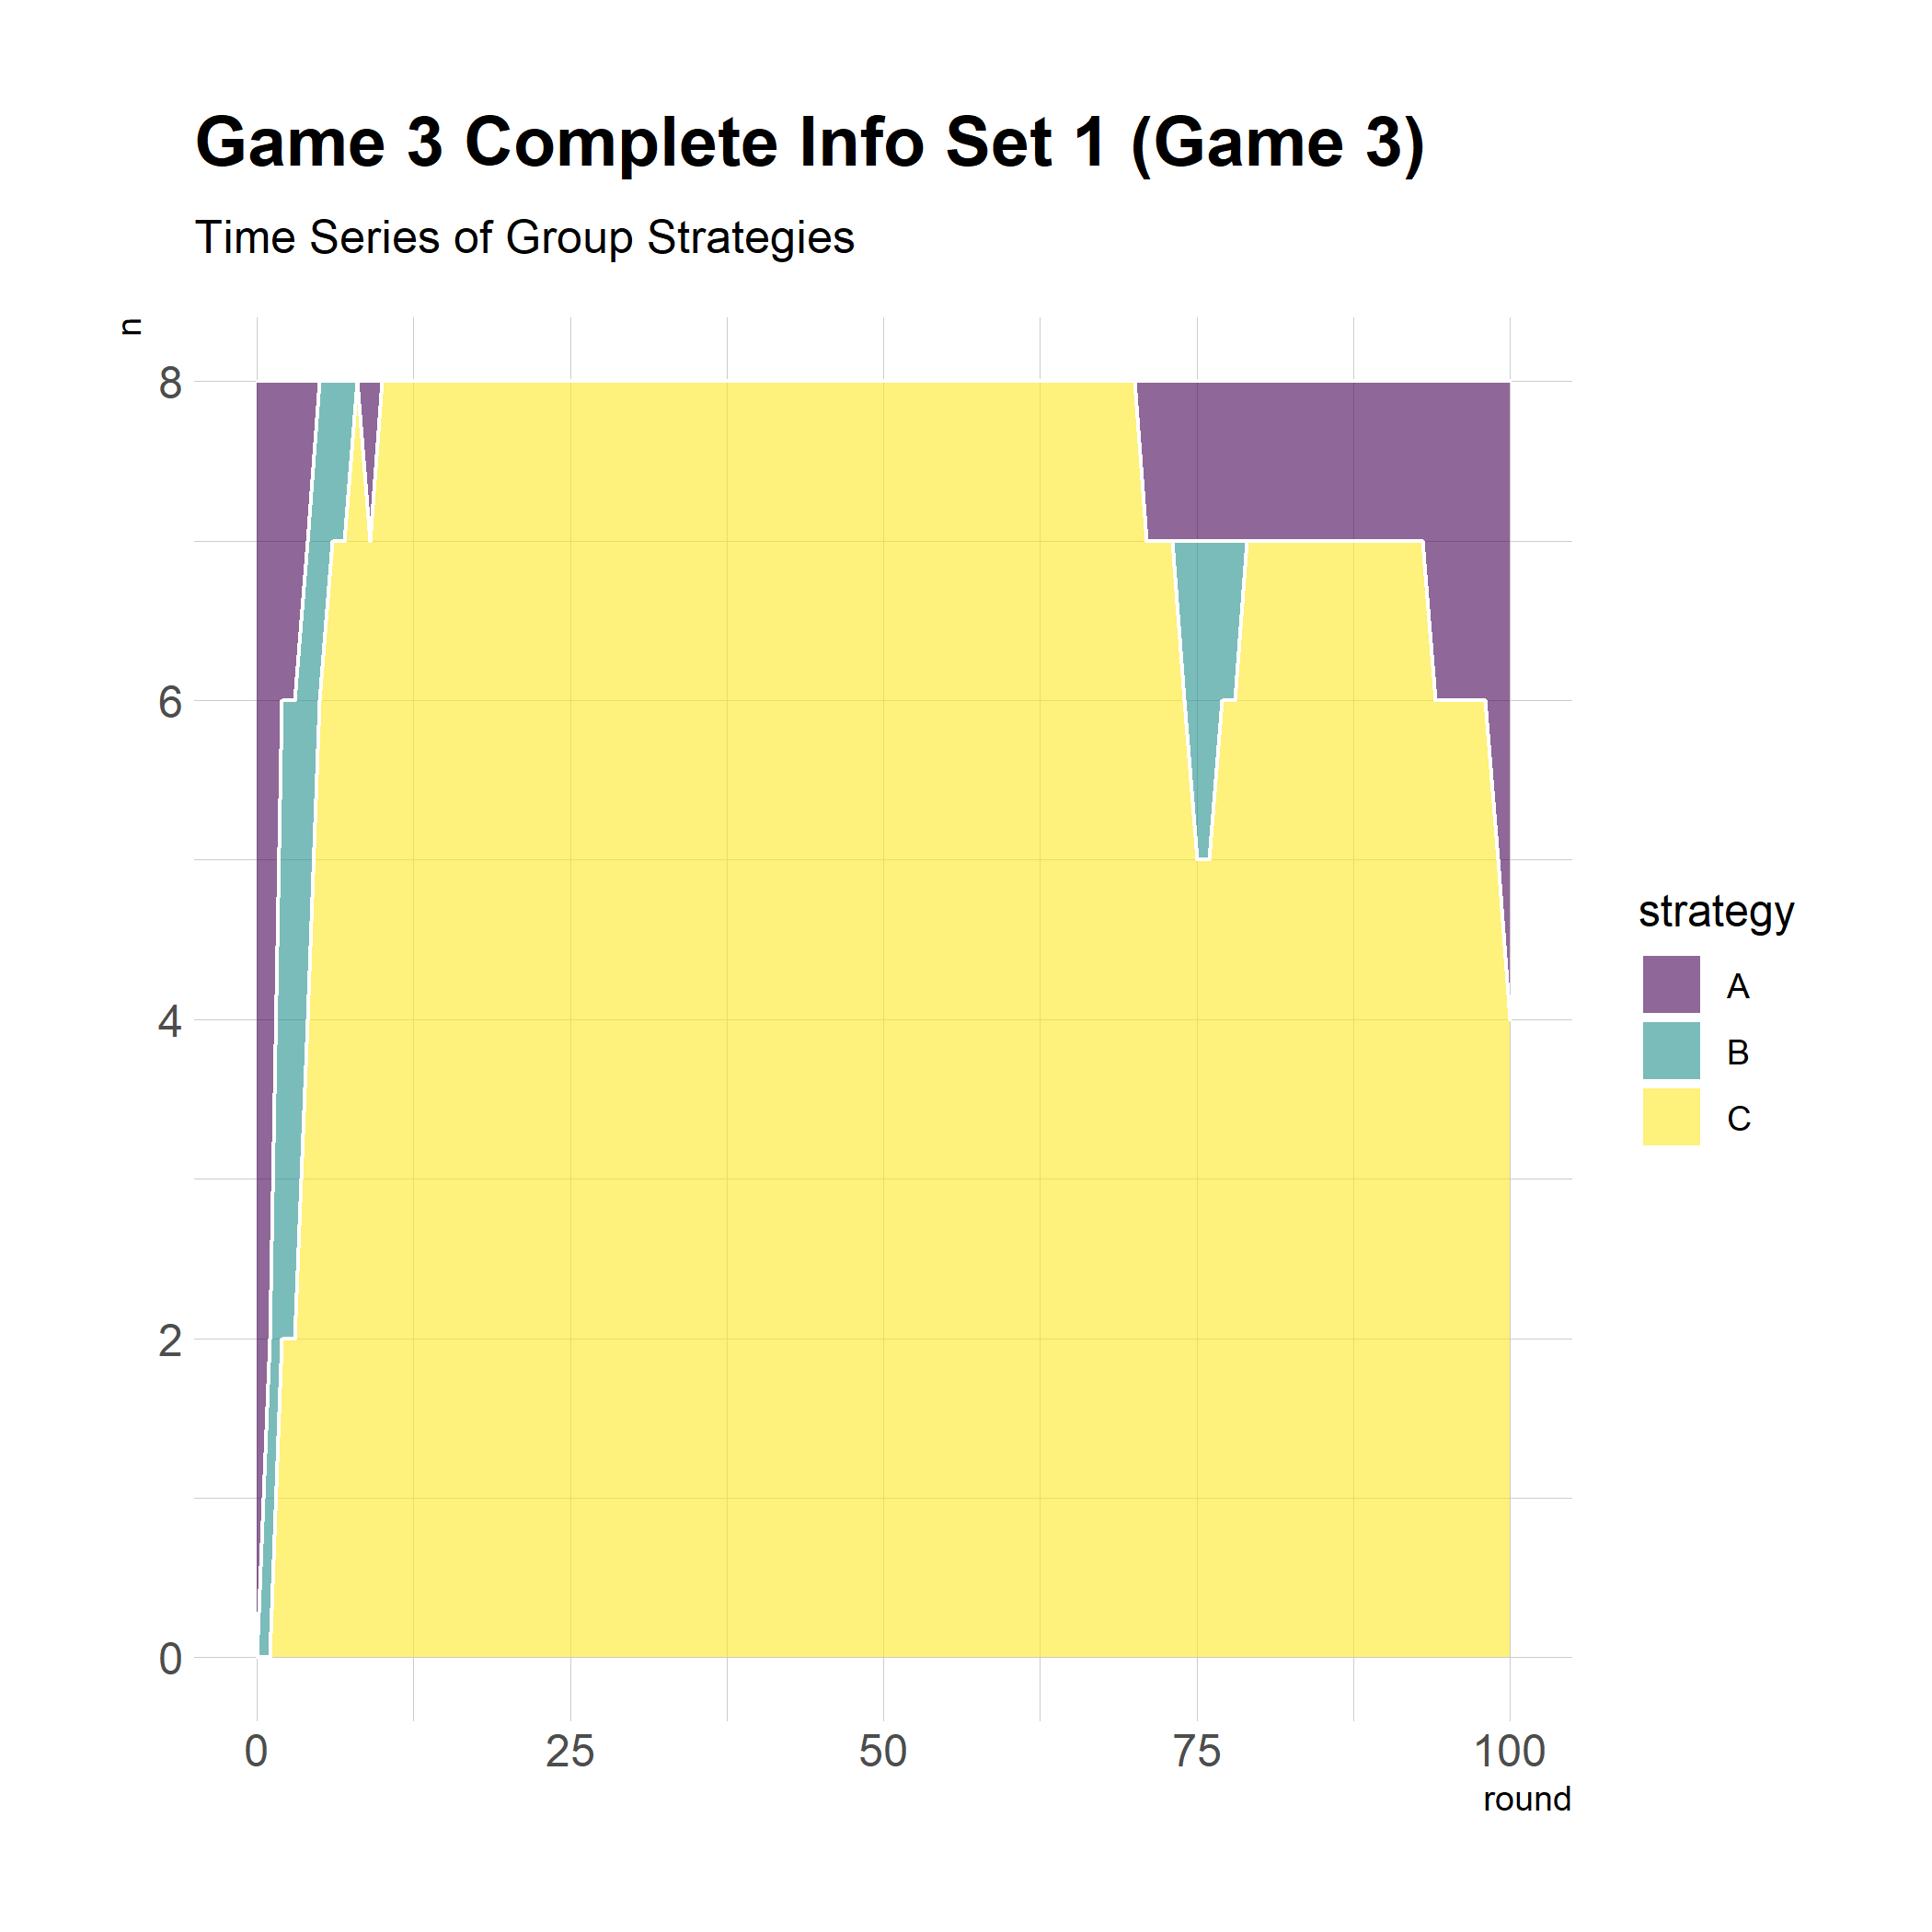 Game 3 Complete Info Set 1 (Game 3)
Time Series of Group Strategies
n
8
6
4
2
0
0 25 50 75 100
round
strategy
A
B
C